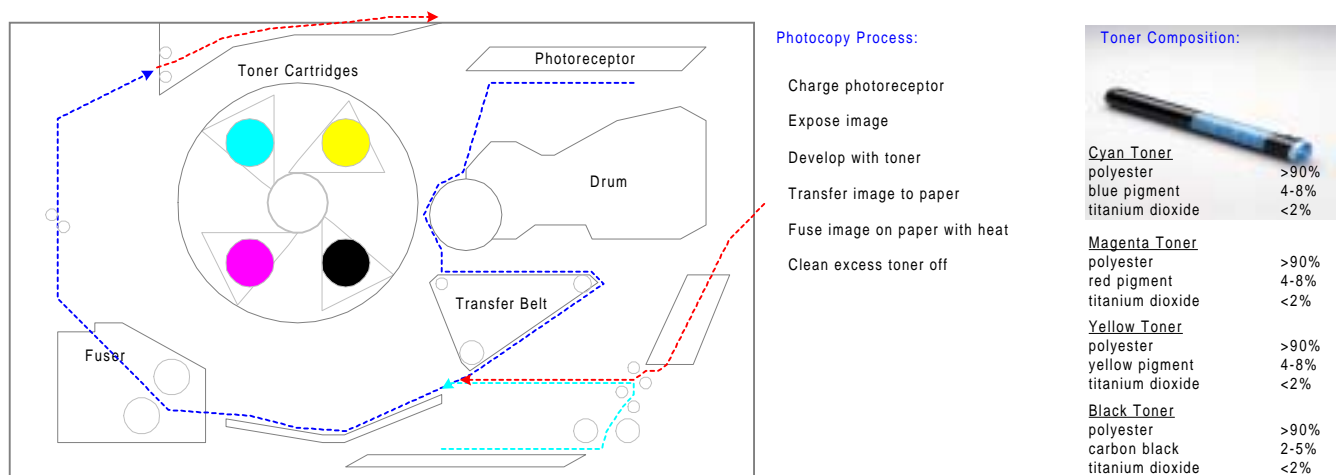 Toner Cartridges
Photoreceptor
Drum
Transfer Belt
Fuser
Photocopy Process:
Charge photoreceptor
Expose image
Develop with toner
Transfer image to paper
Fuse image on paper with heat
Clean excess toner off
Toner Composition:
Cyan Toner
polyester >90%
blue pigment 4-8%
titanium dioxide <2%
Magenta Toner
polyester >90%
red pigment 4-8%
titanium dioxide <2%
Yellow Toner
polyester >90%
yellow pigment 4-8%
titanium dioxide <2%
Black Toner
polyester >90%
carbon black 2-5%
titanium dioxide <2%